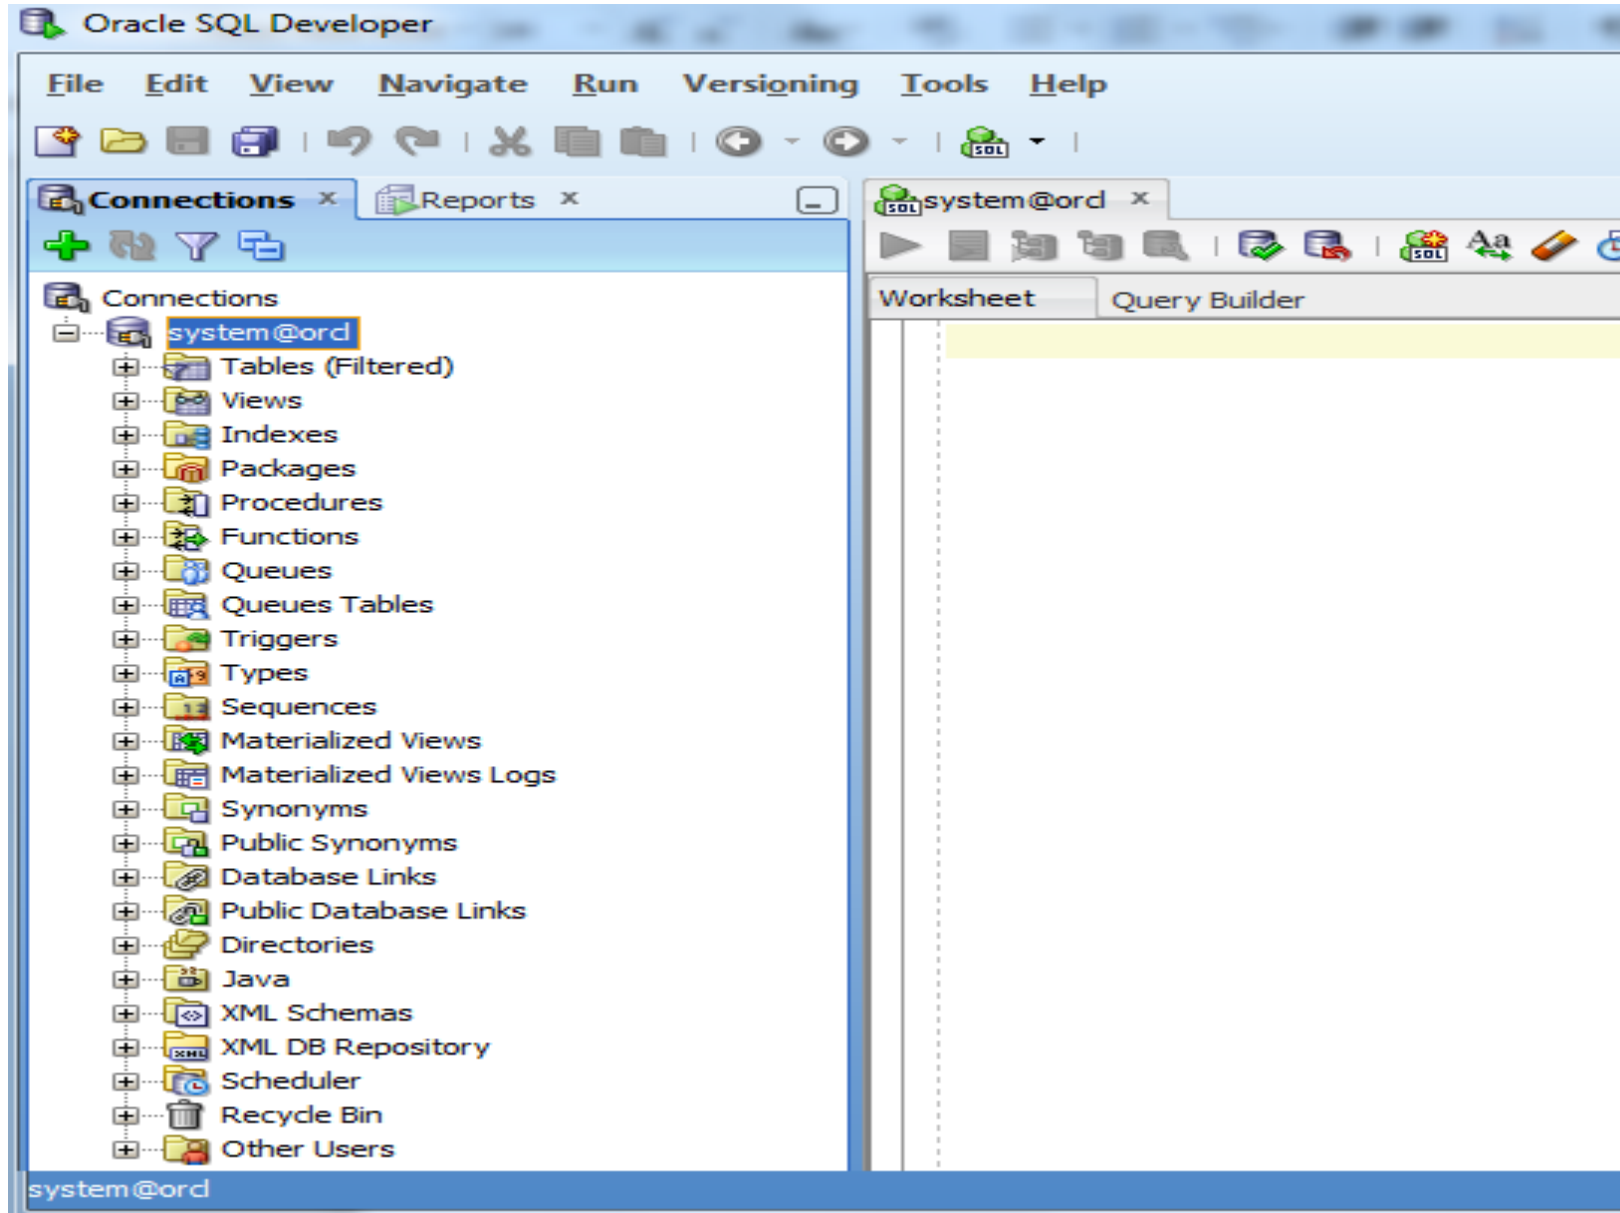 Oracle SQL Developer
File Edit View Navigate Run Versioning Tools Help
SQL
Connections Reports
SQL system@orcl
SQL
Connections
Worksheet Query Builder
system@orcl
Tables (Filtered)
Views
Indexes
Packages
Procedures
Functions
Queues
Queues Tables
Triggers
Types
Sequences
Materialized Views
Materialized Views Logs
Synonyms
Public Synonyms
Database Links
Public Database Links
Directories
Java
XML Schemas
XML DB Repository
Scheduler
Recycle Bin
Other Users
system@orcl